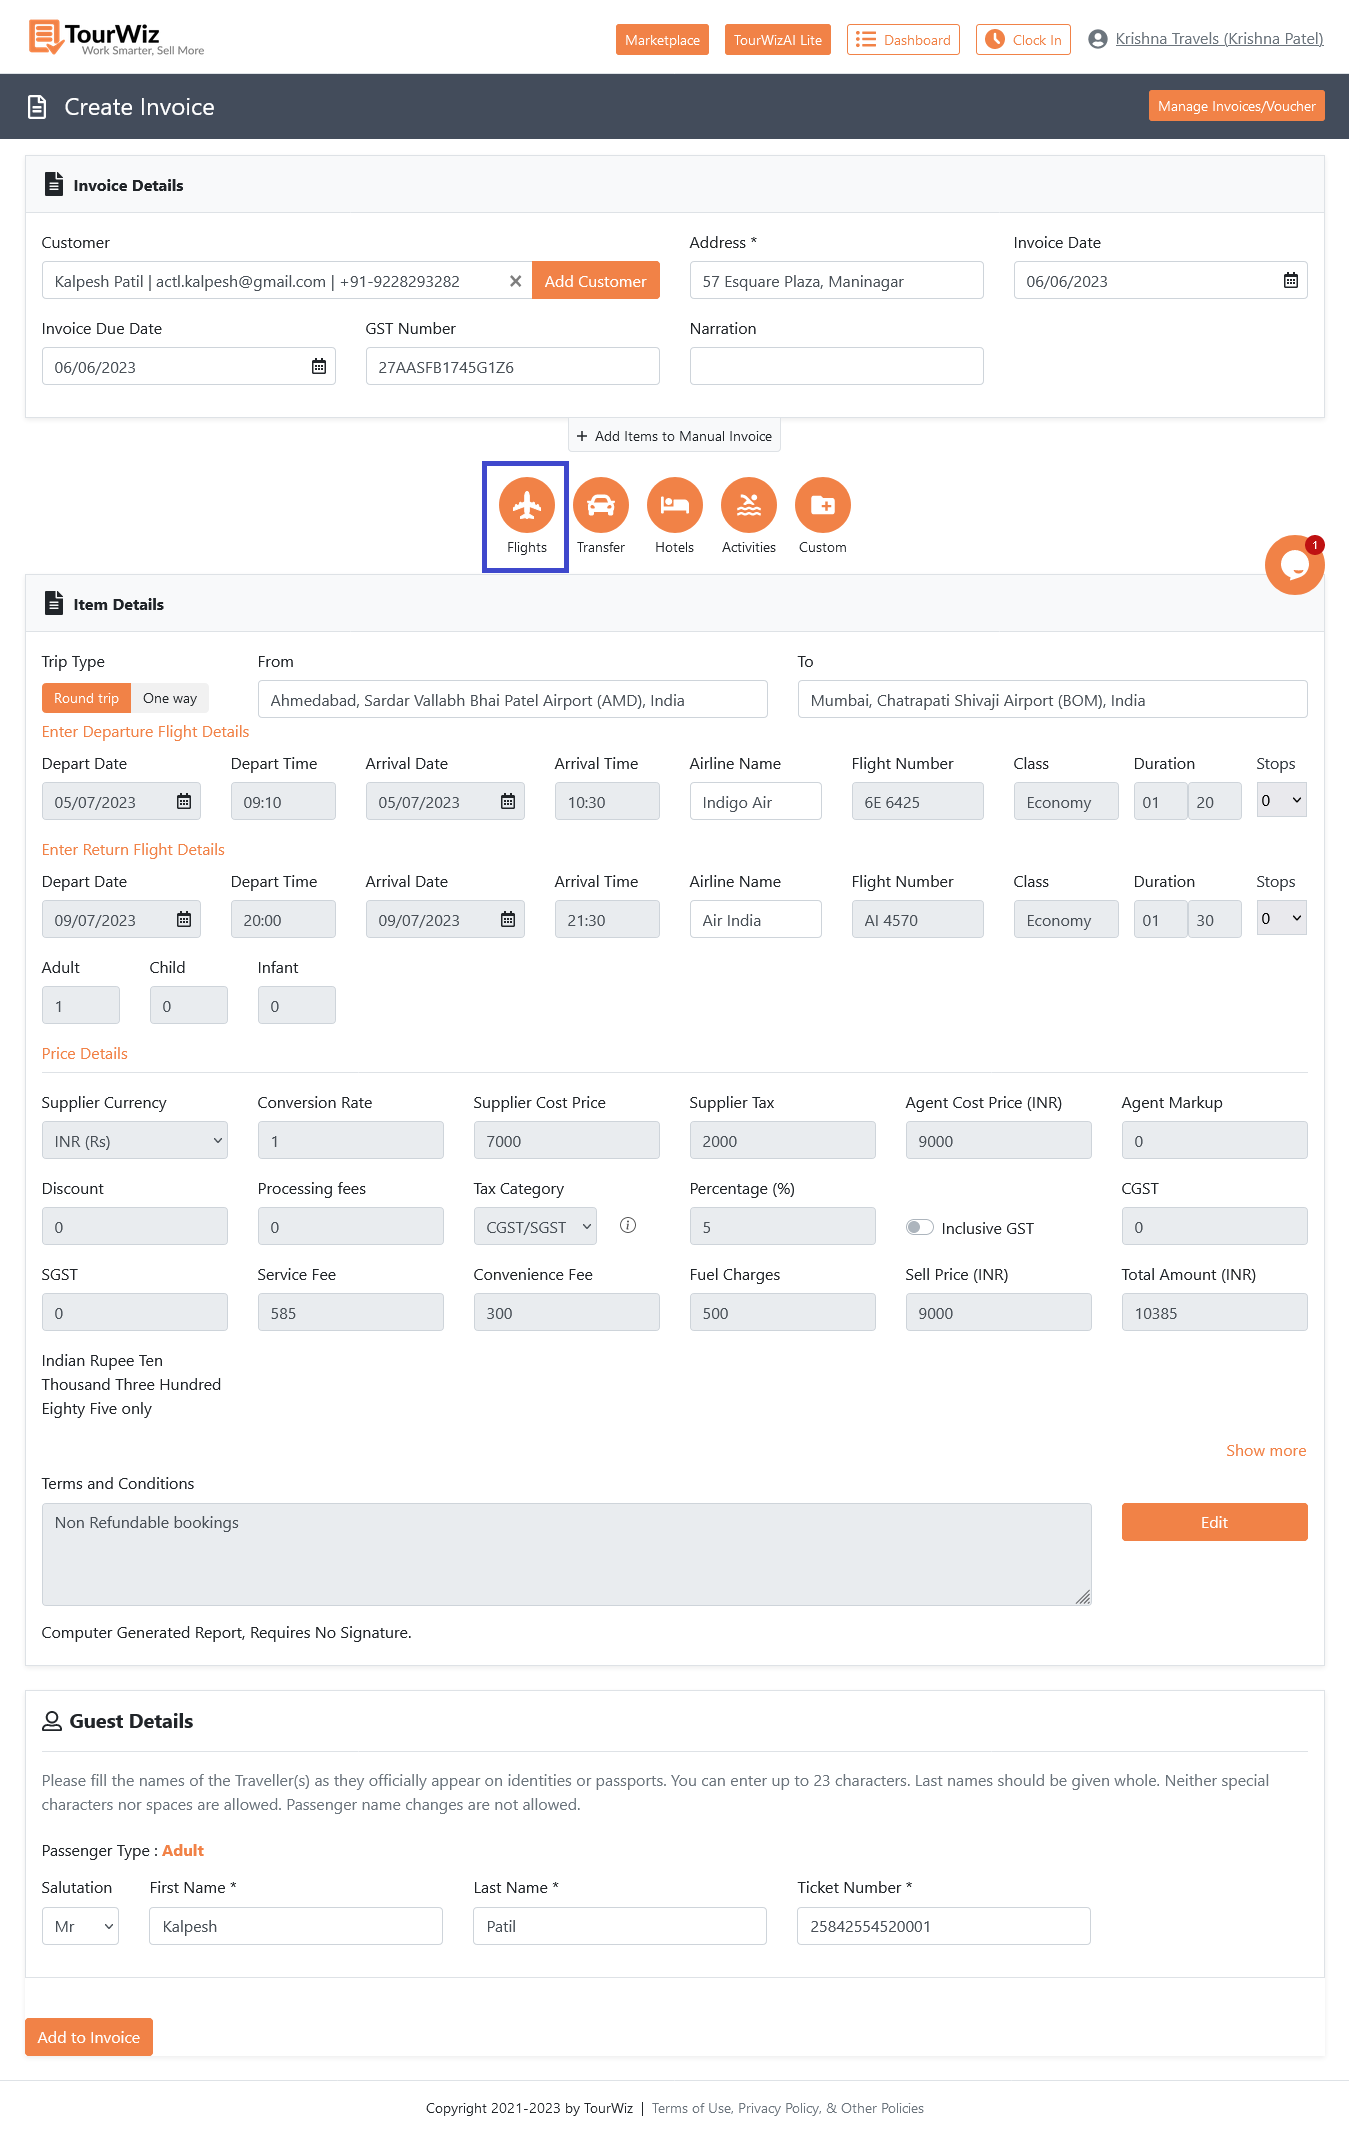 TourWiz
Work Smarter, Sell More
Marketplace
TourWizAI Lite
Dashboard
Clock In
Krishna Travels (Krishna Patel)
Create Invoice
Manage Invoices/Voucher
Invoice Details
Customer Address * Invoice Date
Kalpesh Patil | actl.kalpesh@gmail.com | +91-9228293282 Add Customer 57 Esquare Plaza, Maninagar 06/06/2023
Invoice Due Date GST Number Narration
06/06/2023 27AASFB1745G1Z6
+ Add Items to Manual Invoice
Flights Transfer Hotels Activities Custom
1
Item Details
Trip Type From To
Round trip One way Ahmedabad, Sardar Vallabh Bhai Patel Airport (AMD), India Mumbai, Chatrapati Shivaji Airport (BOM), India
Enter Departure Flight Details
Depart Date Depart Time Arrival Date Arrival Time Airline Name Flight Number Class Duration Stops
05/07/2023 09:10 05/07/2023 10:30 Indigo Air 6E 6425 Economy 01 20 0
Enter Return Flight Details
Depart Date Depart Time Arrival Date Arrival Time Airline Name Flight Number Class Duration Stops
09/07/2023 20:00 09/07/2023 21:30 Air India AI 4570 Economy 01 30 0
Adult Child Infant
1 0 0
Price Details
Supplier Currency Conversion Rate Supplier Cost Price Supplier Tax Agent Cost Price (INR) Agent Markup
INR (Rs) 1 7000 2000 9000 0
Discount Processing fees Tax Category Percentage (%) CGST
0 0 CGST/SGST 5 Inclusive GST 0
SGST Service Fee Convenience Fee Fuel Charges Sell Price (INR) Total Amount (INR)
0 585 300 500 9000 10385
Indian Rupee Ten
Thousand Three Hundred
Eighty Five only
Show more
Terms and Conditions
Non Refundable bookings
Edit
Computer Generated Report, Requires No Signature.
Guest Details
Please fill the names of the Traveller(s) as they officially appear on identities or passports. You can enter up to 23 characters. Last names should be given whole. Neither special
characters nor spaces are allowed. Passenger name changes are not allowed.
Passenger Type : Adult
Salutation First Name * Last Name * Ticket Number *
Mr Kalpesh Patil 25842554520001
Add to Invoice
Copyright 2021-2023 by TourWiz | Terms of Use, Privacy Policy, & Other Policies